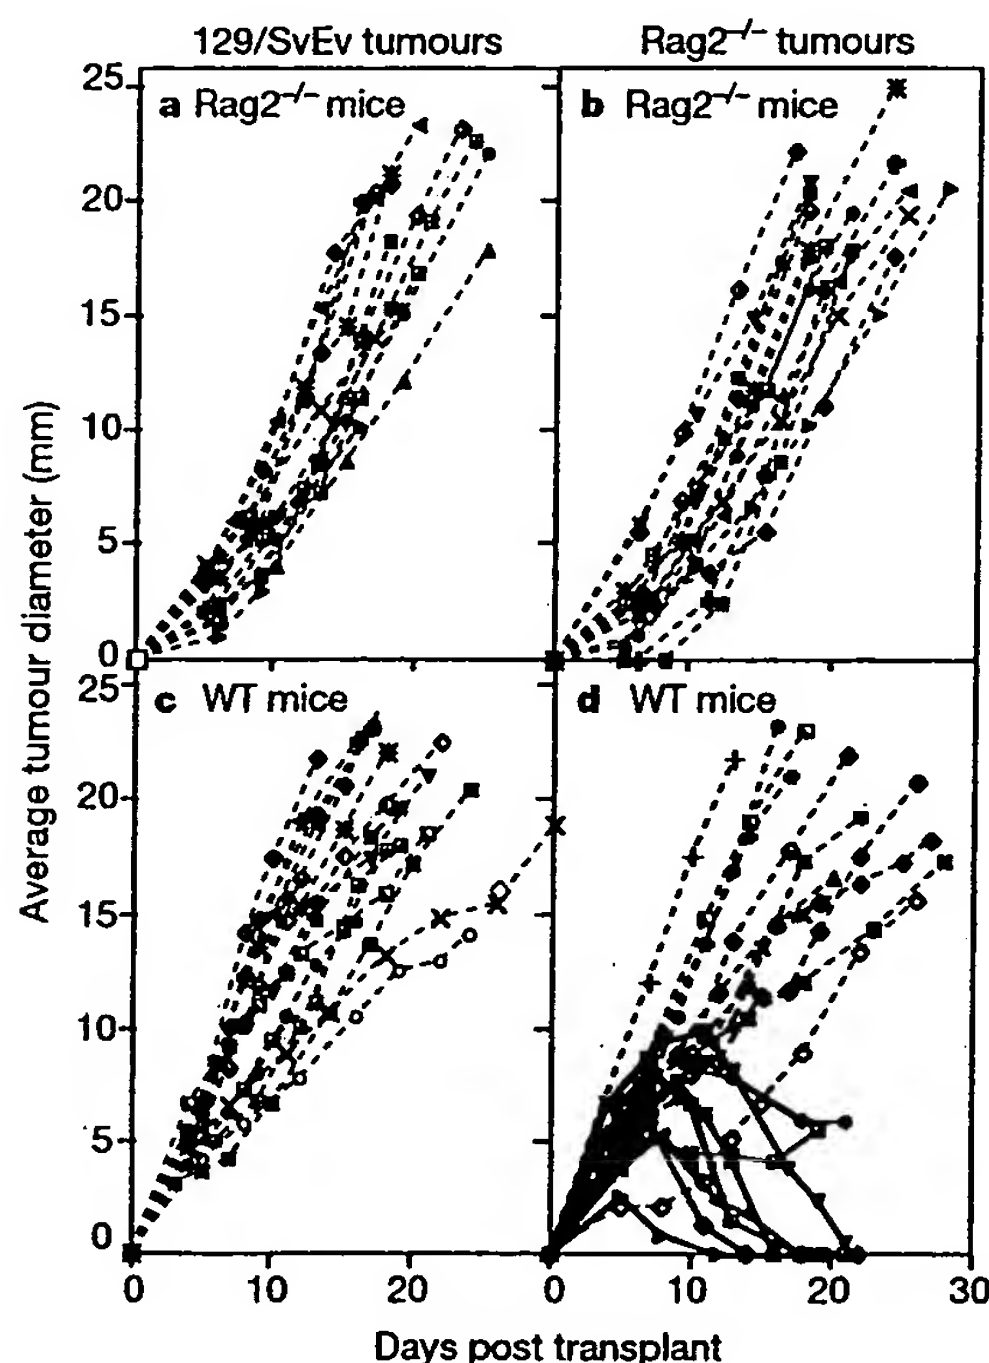 129/SvEv tumours Rag2⁻/⁻ tumours
25 a Rag2⁻/⁻ mice b Rag2⁻/⁻ mice
20
15
10
5
0
25 c WT mice d WT mice
20
15
10
5
0
0 10 20 0 10 20 30
Average tumour diameter (mm)
Days post transplant